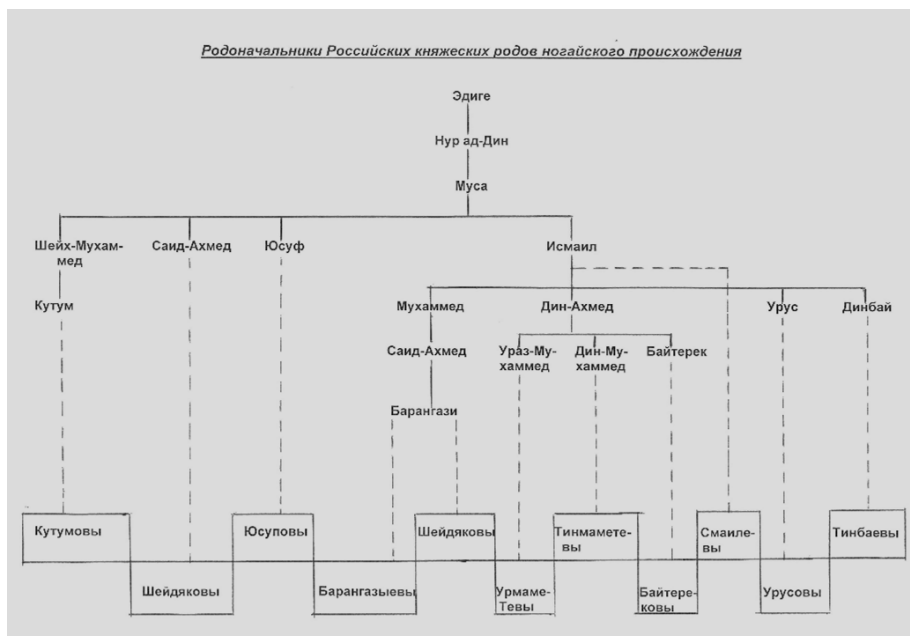 Родоначальники Российских княжеских родов ногайского происхождения
Эдиге
Нур ад-Дин
Муса
Шейх-Мухам-
мед
Саид-Ахмед
Юсуф
Исмаил
Кутум
Мухаммед
Дин-Ахмед
Урус
Динбай
Саид-Ахмед
Ураз-Му-
хаммед
Дин-Му-
хаммед
Байтерек
Барангази
Кутумовы
Юсуповы
Шейдяковы
Тинмамете-
вы
Смаиле-
вы
Тинбаевы
Шейдяковы
Барангазыевы
Урмаме-
Тевы
Байтере-
ковы
Урусовы